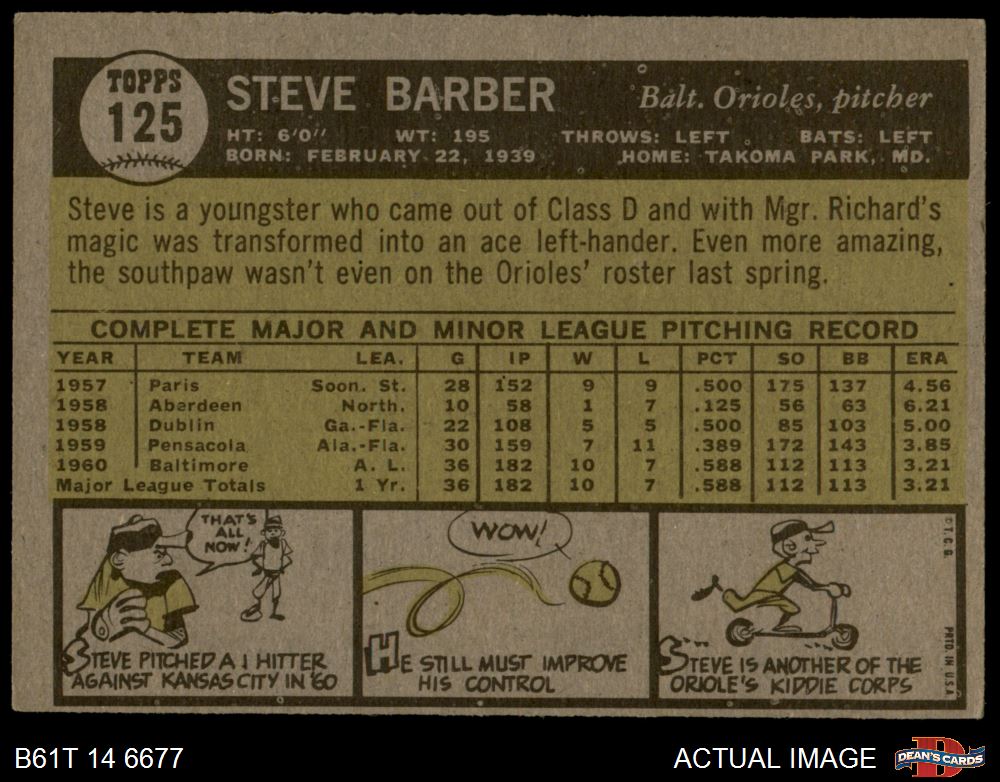 TOPPS
125
STEVE BARBER
Balt. Orioles, pitcher
HT: 6'0" WT: 195 THROWS: LEFT BATS: LEFT
BORN: FEBRUARY 22, 1939 HOME: TAKOMA PARK, MD.
Steve is a youngster who came out of Class D and with Mgr. Richard's
magic was transformed into an ace left-hander. Even more amazing,
the southpaw wasn't even on the Orioles' roster last spring.
COMPLETE MAJOR AND MINOR LEAGUE PITCHING RECORD
YEAR TEAM LEA. G IP W L PCT SO BB ERA
1957 Paris Soon. St. 28 152 9 9 .500 175 137 4.56
1958 Aberdeen North. 10 58 1 7 .125 56 63 6.21
1958 Dublin Ga.-Fla. 22 108 5 5 .500 85 103 5.00
1959 Pensacola Ala.-Fla. 30 159 7 11 .389 172 143 3.85
1960 Baltimore A. L. 36 182 10 7 .588 112 113 3.21
Major League Totals 1 Yr. 36 182 10 7 .588 112 113 3.21
THAT'S
ALL
NOW!
STEVE PITCHED A 1 HITTER
AGAINST KANSAS CITY IN '60
WOW!
HE STILL MUST IMPROVE
HIS CONTROL
STEVE IS ANOTHER OF THE
ORIOLE'S KIDDIE CORPS
© T.C.G.
PRTD. IN U.S.A.
B61T 14 6677
ACTUAL IMAGE
D
DEAN'S CARDS